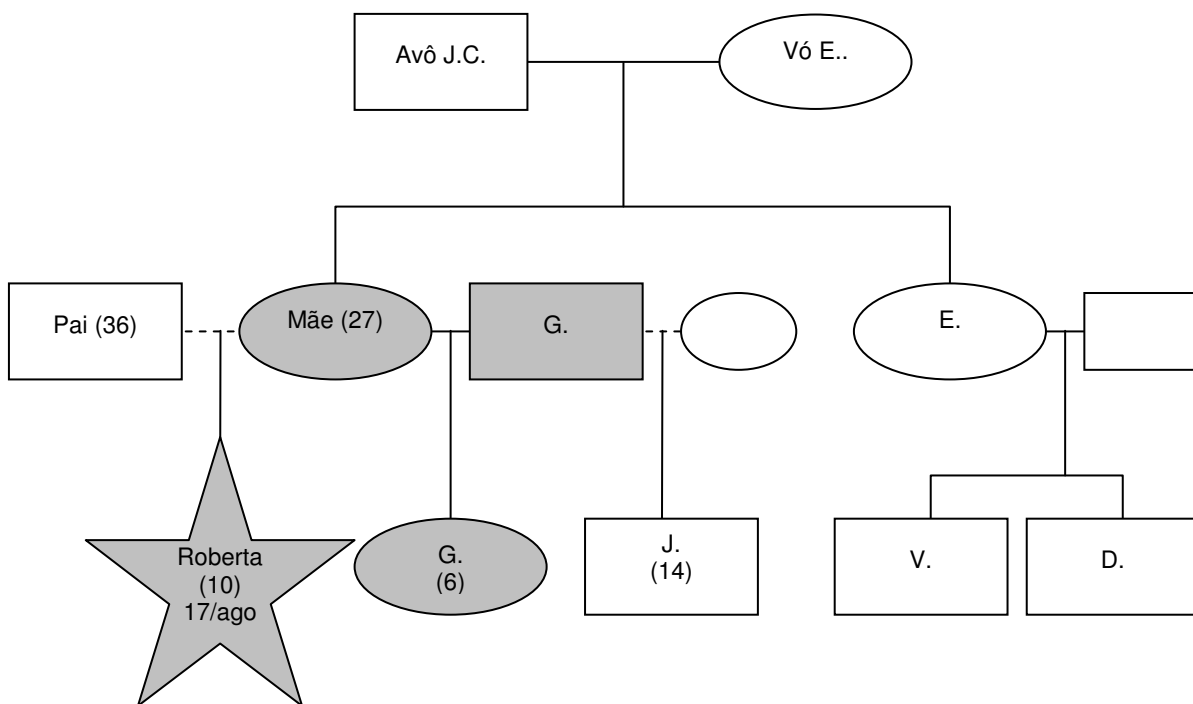 Avô J.C.
Vó E..
Pai (36)
Mãe (27)
G.
E.
Roberta
(10)
17/ago
G.
(6)
J.
(14)
V.
D.